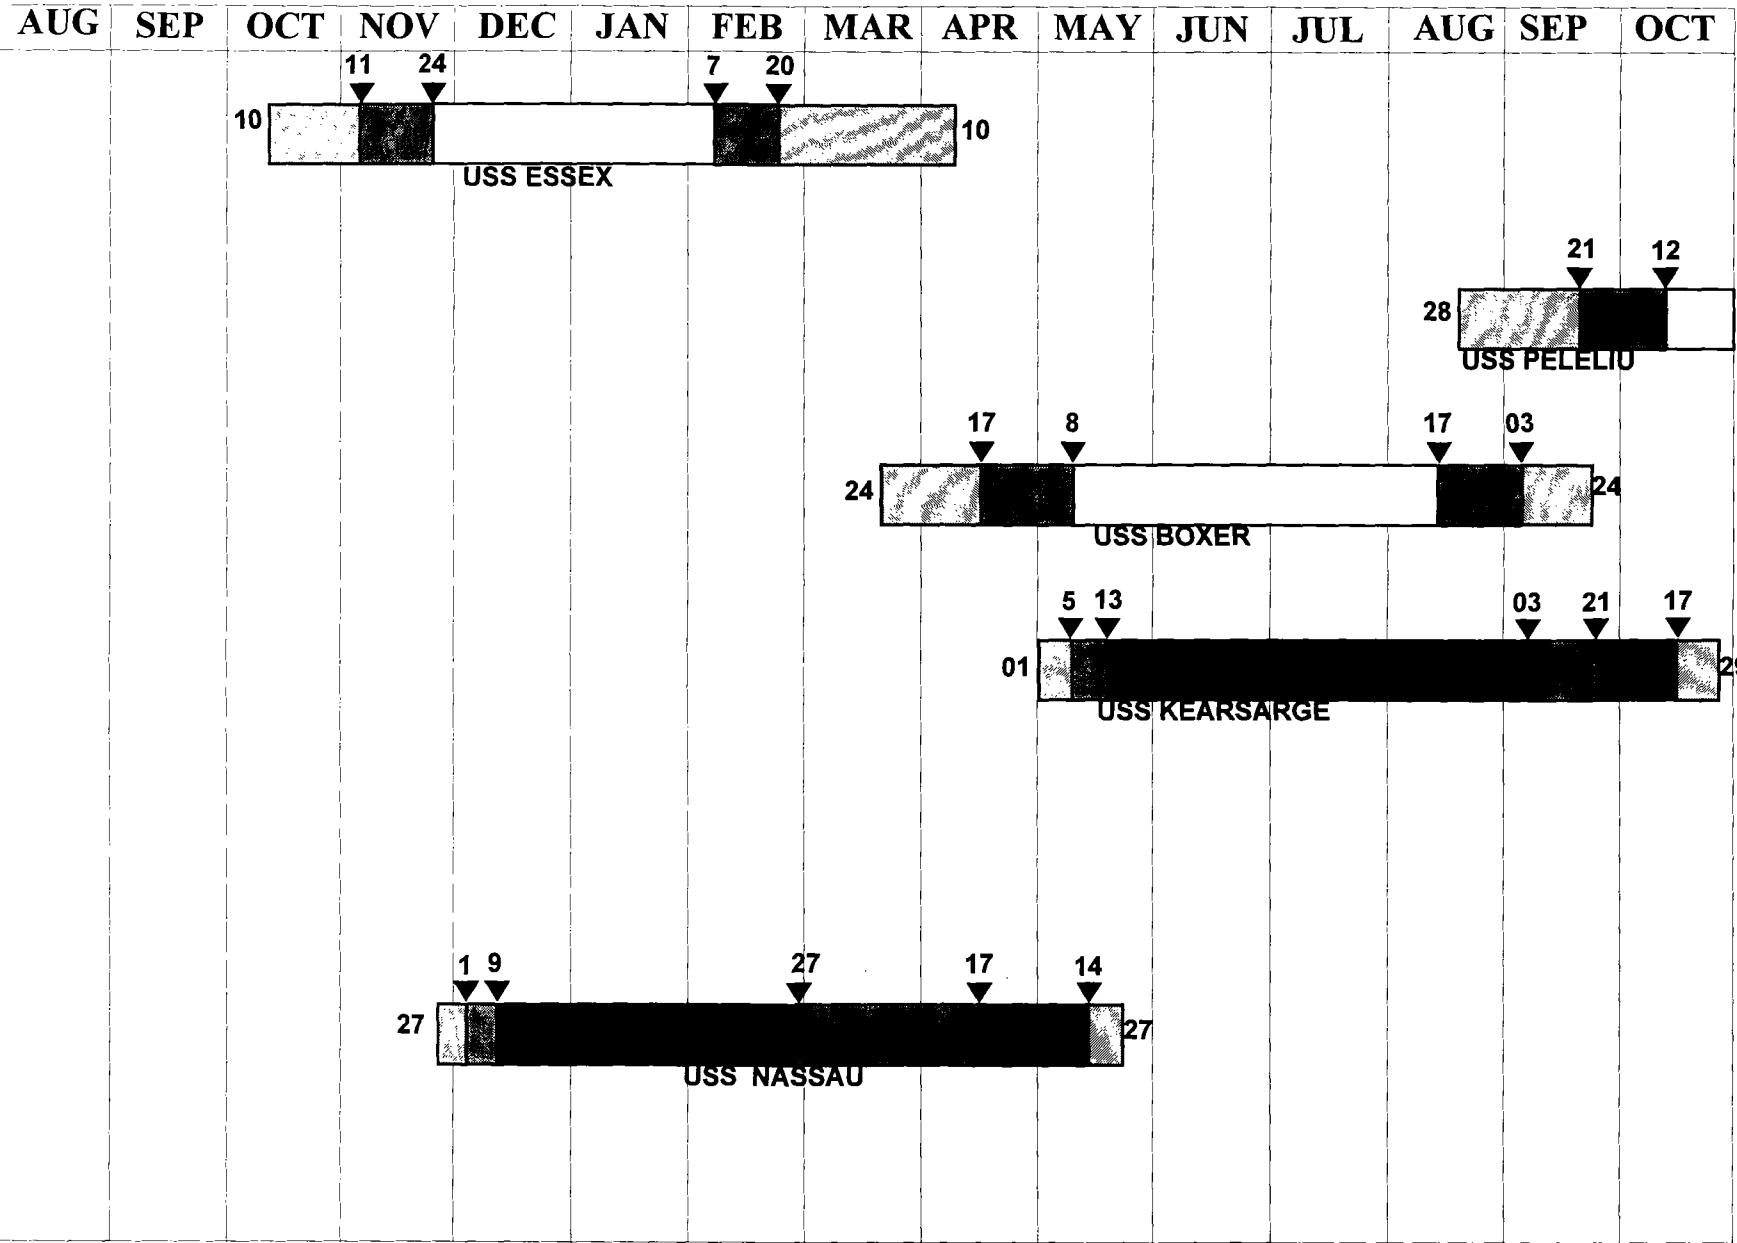 AUG SEP OCT NOV DEC JAN FEB MAR APR MAY JUN JUL AUG SEP OCT
11 24 7 20
10 10
USS ESSEX
21 12
28
USS PELELIU
17 8 17 03
24 24
USS BOXER
5 13 03 21 17
01 29
USS KEARSARGE
1 9 27 17 14
27 27
USS NASSAU